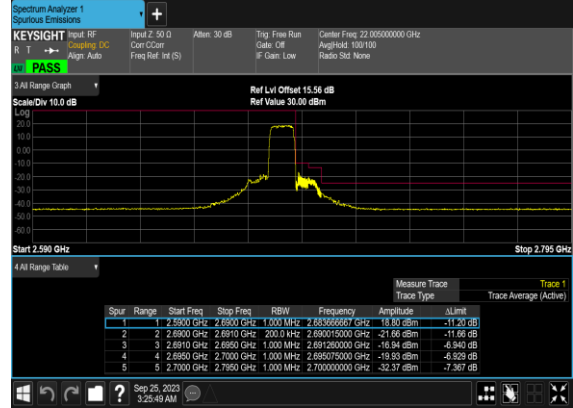 Spectrum Analyzer 1
Spurious Emissions
KEYSIGHT Input: RF Input Z: 50 Ω Atten: 30 dB Trig: Free Run Center Freq: 22.005000000 GHz
R T Coupling: DC Corr CCorr Gate: Off Avg|Hold: 100/100
Align: Auto Freq Ref: Int (S) IF Gain: Low Radio Std: None
PASS
3 All Range Graph
Ref Lvl Offset 15.56 dB
Scale/Div 10.0 dB Ref Value 30.00 dBm
Log
20.0
10.0
0.00
-10.0
-20.0
-30.0
-40.0
-50.0
-60.0
Start 2.590 GHz Stop 2.795 GHz
4 All Range Table
Measure Trace Trace 1
Trace Type Trace Average (Active)
Spur Range Start Freq Stop Freq RBW Frequency Amplitude ΔLimit
1 1 2.5900 GHz 2.6900 GHz 1.000 MHz 2.683666667 GHz 18.80 dBm -11.20 dB
2 2 2.6900 GHz 2.6910 GHz 200.0 kHz 2.690015000 GHz -21.66 dBm -11.66 dB
3 3 2.6910 GHz 2.6950 GHz 1.000 MHz 2.691260000 GHz -16.94 dBm -6.940 dB
4 4 2.6950 GHz 2.7000 GHz 1.000 MHz 2.695075000 GHz -19.93 dBm -6.929 dB
5 5 2.7000 GHz 2.7950 GHz 1.000 MHz 2.700000000 GHz -32.37 dBm -7.367 dB
Sep 25, 2023
3:25:49 AM